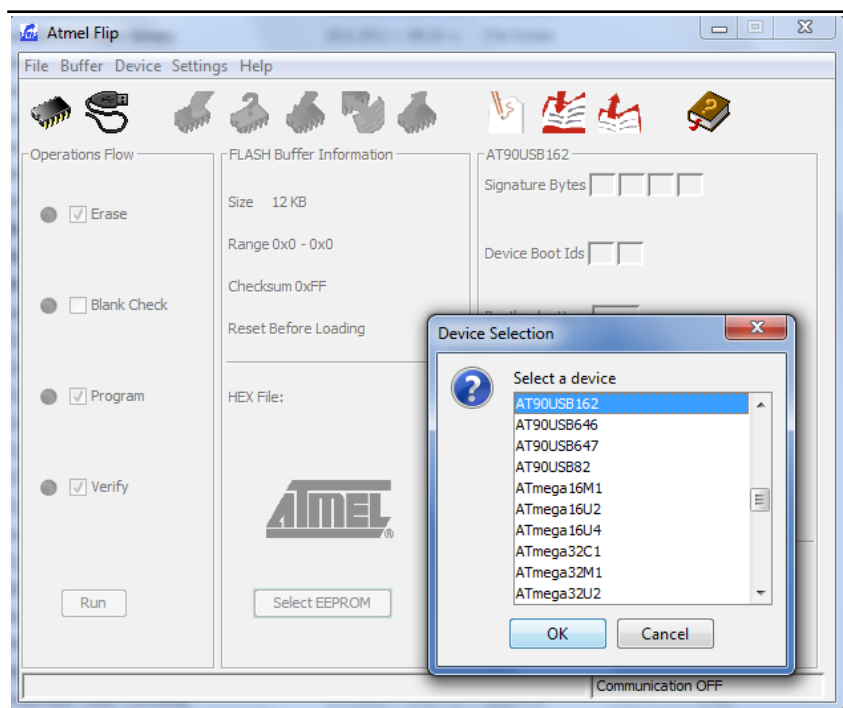 Atmel Flip
File Buffer Device Settings Help
Operations Flow
Erase
Blank Check
Program
Verify
Run
FLASH Buffer Information
Size 12 KB
Range 0x0 - 0x0
Checksum 0xFF
Reset Before Loading
HEX File:
ATMEL
®
Select EEPROM
AT90USB162
Signature Bytes
Device Boot Ids
Device Selection
Select a device
AT90USB162
AT90USB646
AT90USB647
AT90USB82
ATmega16M1
ATmega16U2
ATmega16U4
ATmega32C1
ATmega32M1
ATmega32U2
OK Cancel
Communication OFF